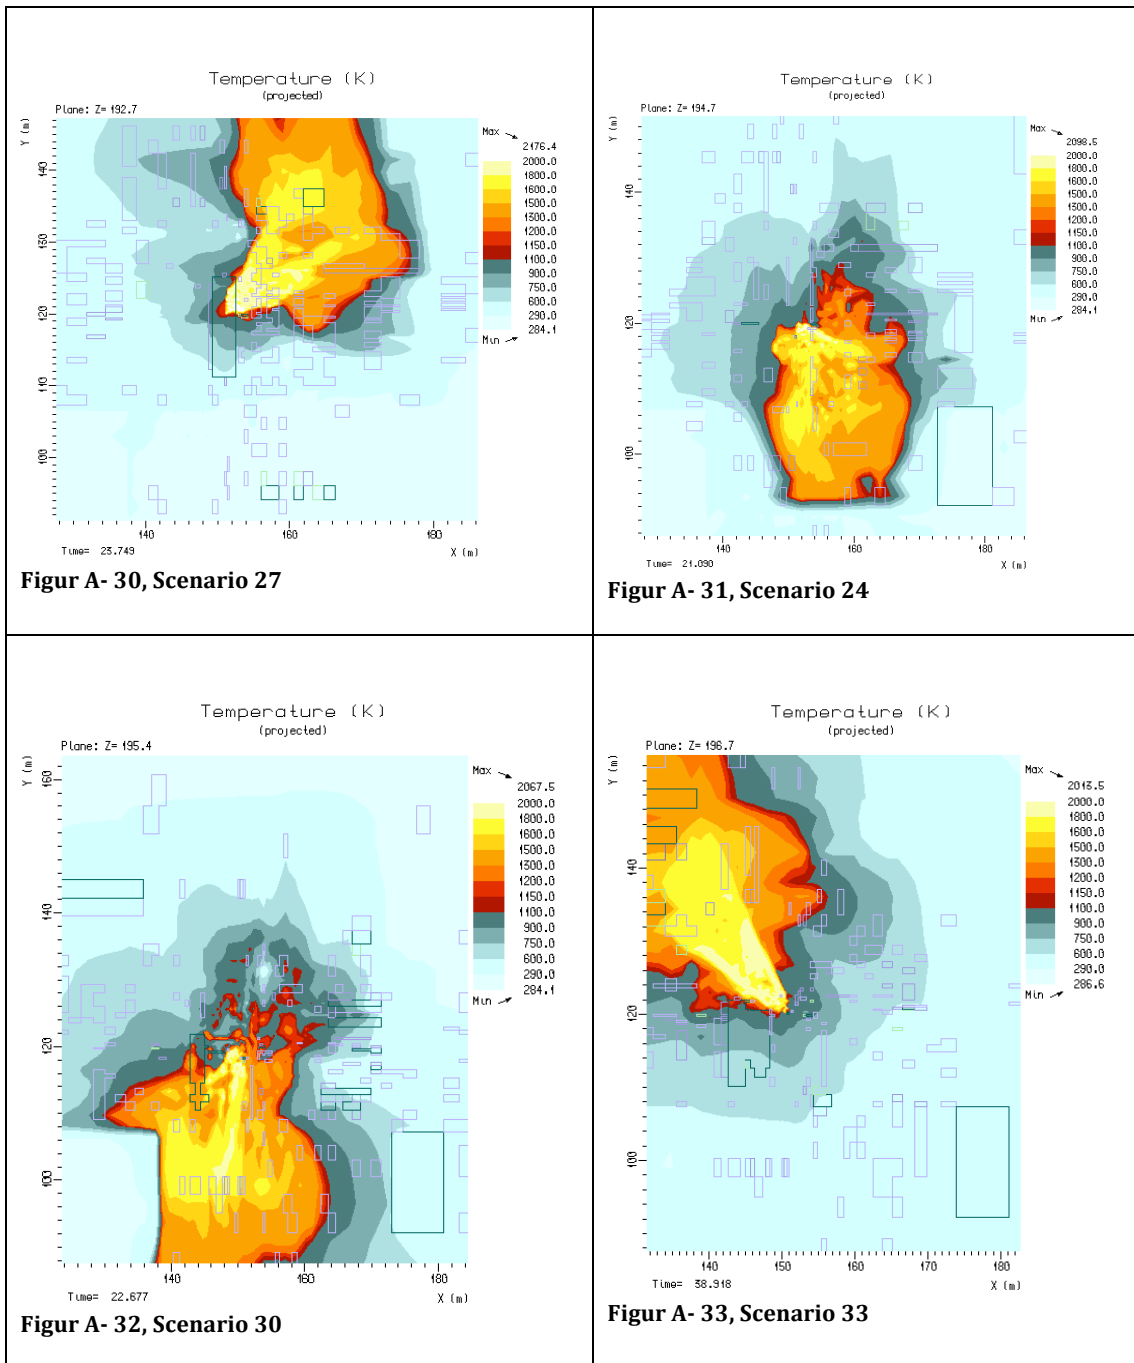 Temperature (K)
(projected)
Plane: Z= 192.7
Y (m)
Max
2176.4
2000.0
1800.0
1600.0
1500.0
1200.0
1150.0
1100.0
900.0
750.0
600.0
290.0
284.1
Min
140
130
120
110
100
140
160
180
Time= 23.749
X (m)
Figur A- 30, Scenario 27
Temperature (K)
(projected)
Plane: Z= 194.7
Y (m)
Max
2098.5
2000.0
1800.0
1600.0
1500.0
1200.0
1150.0
1100.0
900.0
750.0
600.0
290.0
284.1
Min
140
120
100
140
160
180
Time= 21.090
X (m)
Figur A- 31, Scenario 24
Temperature (K)
(projected)
Plane: Z= 195.4
Y (m)
Max
2067.5
2000.0
1800.0
1600.0
1500.0
1300.0
1200.0
1150.0
1100.0
900.0
750.0
600.0
290.0
284.1
Min
160
140
120
100
140
160
180
Time= 22.677
X (m)
Figur A- 32, Scenario 30
Temperature (K)
(projected)
Plane: Z= 196.7
Y (m)
Max
2000.0
1800.0
1600.0
1500.0
1300.0
1200.0
1150.0
1100.0
900.0
750.0
600.0
290.0
286.6
Min
140
120
100
140
150
160
170
180
Time= 38.918
X (m)
Figur A- 33, Scenario 33